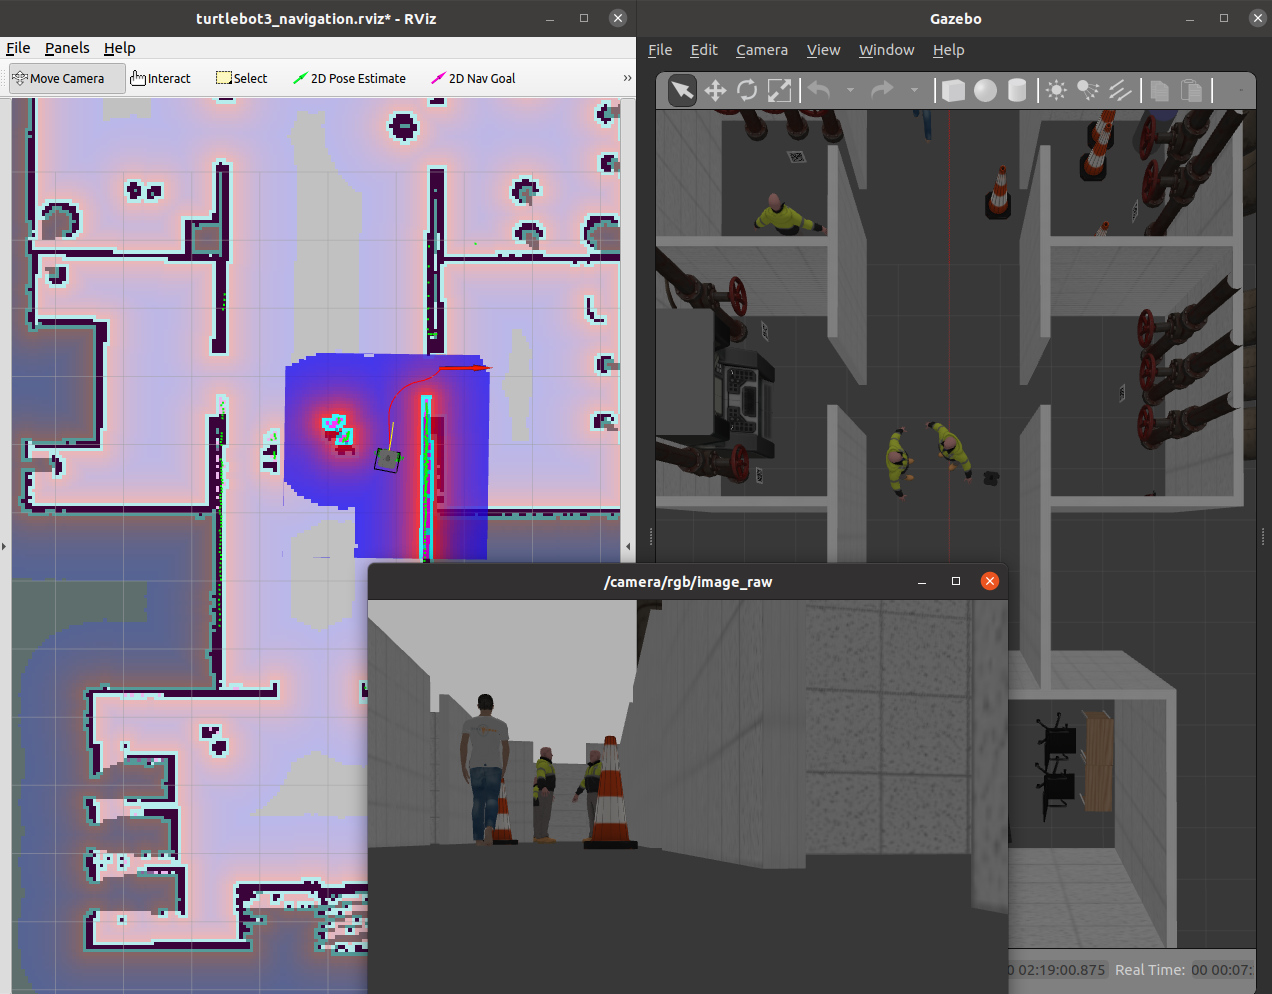 turtlebot3_navigation.rviz* - RViz
File Panels Help
Move Camera Interact Select 2D Pose Estimate 2D Nav Goal »
Gazebo
File Edit Camera View Window Help
/camera/rgb/image_raw
0 02:19:00.875 Real Time: 00 00:07: